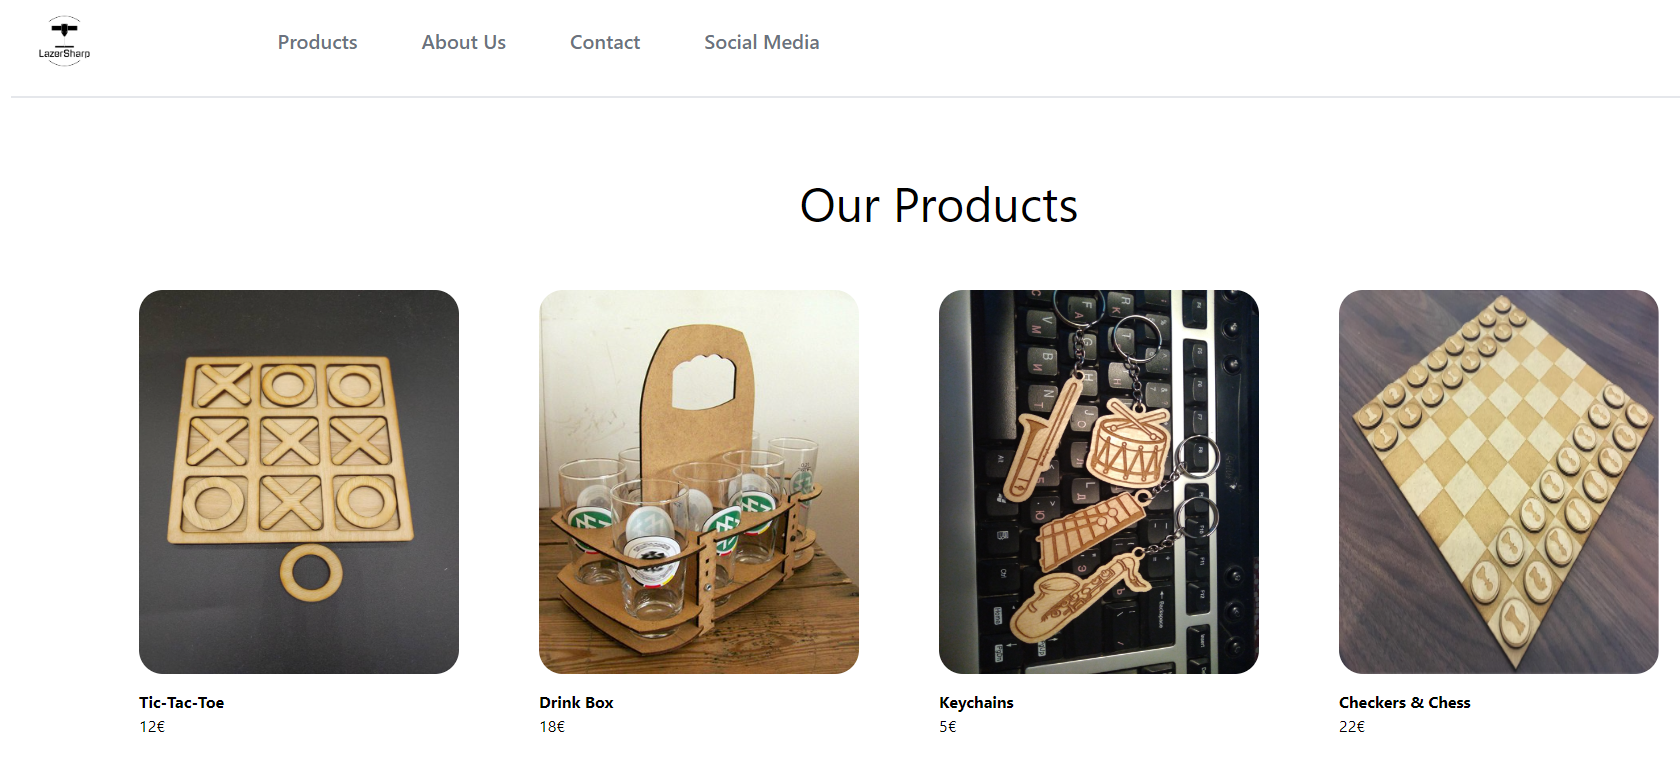 LazerSharp
Products
About Us
Contact
Social Media
Our Products
Tic-Tac-Toe
12€
Drink Box
18€
Keychains
5€
Checkers & Chess
22€